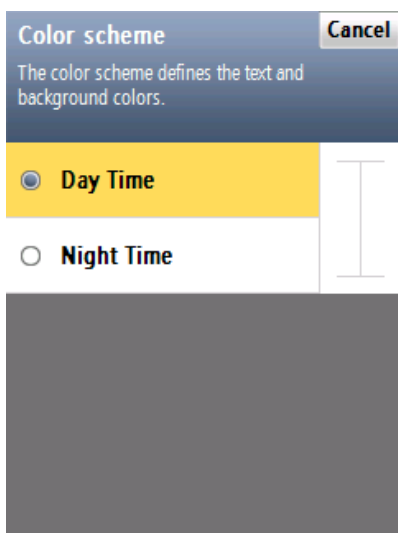 Color scheme
Cancel
The color scheme defines the text and
background colors.
Day Time
Night Time